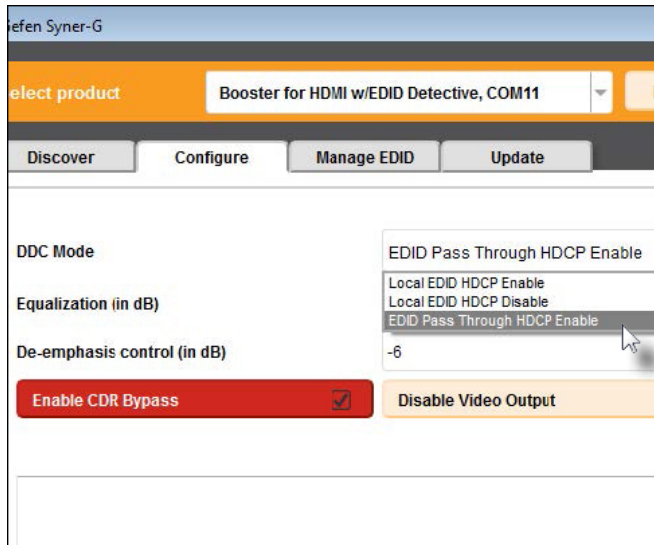 Gefen Syner-G
elect product
Booster for HDMI w/EDID Detective, COM11
Discover
Configure
Manage EDID
Update
DDC Mode
EDID Pass Through HDCP Enable
Local EDID HDCP Enable
Local EDID HDCP Disable
EDID Pass Through HDCP Enable
Equalization (in dB)
De-emphasis control (in dB)
-6
Enable CDR Bypass
Disable Video Output